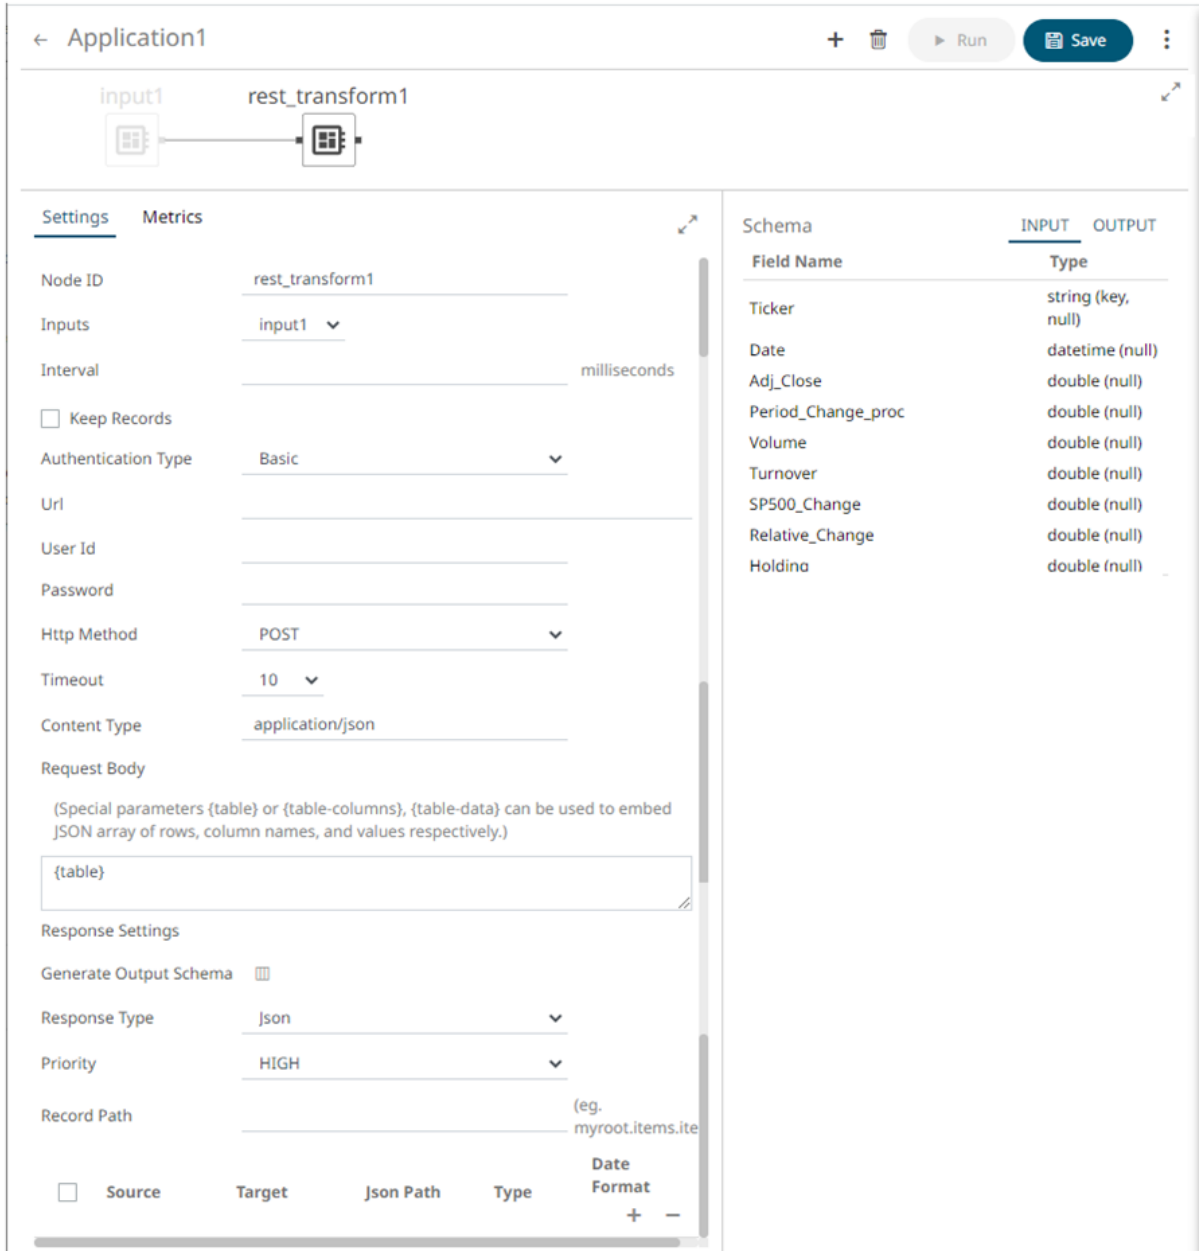 ← Application1
+ Run Save
input1 rest_transform1
Settings Metrics
Node ID rest_transform1
Inputs input1
Interval milliseconds
Keep Records
Authentication Type Basic
Url
User Id
Password
Http Method POST
Timeout 10
Content Type application/json
Request Body
(Special parameters {table} or {table-columns}, {table-data} can be used to embed
JSON array of rows, column names, and values respectively.)
{table}
Response Settings
Generate Output Schema
Response Type Json
Priority HIGH
Record Path (eg.
myroot.items.ite
Source Target Json Path Type Date
Format
+ −
Schema INPUT OUTPUT
Field Name Type
Ticker string (key,
null)
Date datetime (null)
Adj_Close double (null)
Period_Change_proc double (null)
Volume double (null)
Turnover double (null)
SP500_Change double (null)
Relative_Change double (null)
Holding double (null)